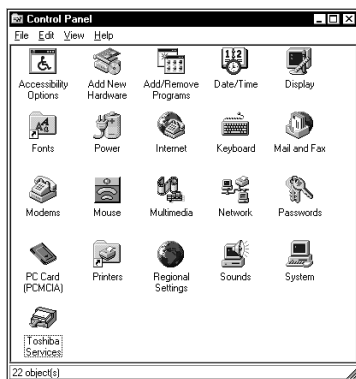 Control Panel
File Edit View Help
Accessibility Options
Add New Hardware
Add/Remove Programs
Date/Time
Display
Fonts
Power
Internet
Keyboard
Mail and Fax
Modems
Mouse
Multimedia
Network
Passwords
PC Card (PCMCIA)
Printers
Regional Settings
Sounds
System
Toshiba Services
22 object(s)